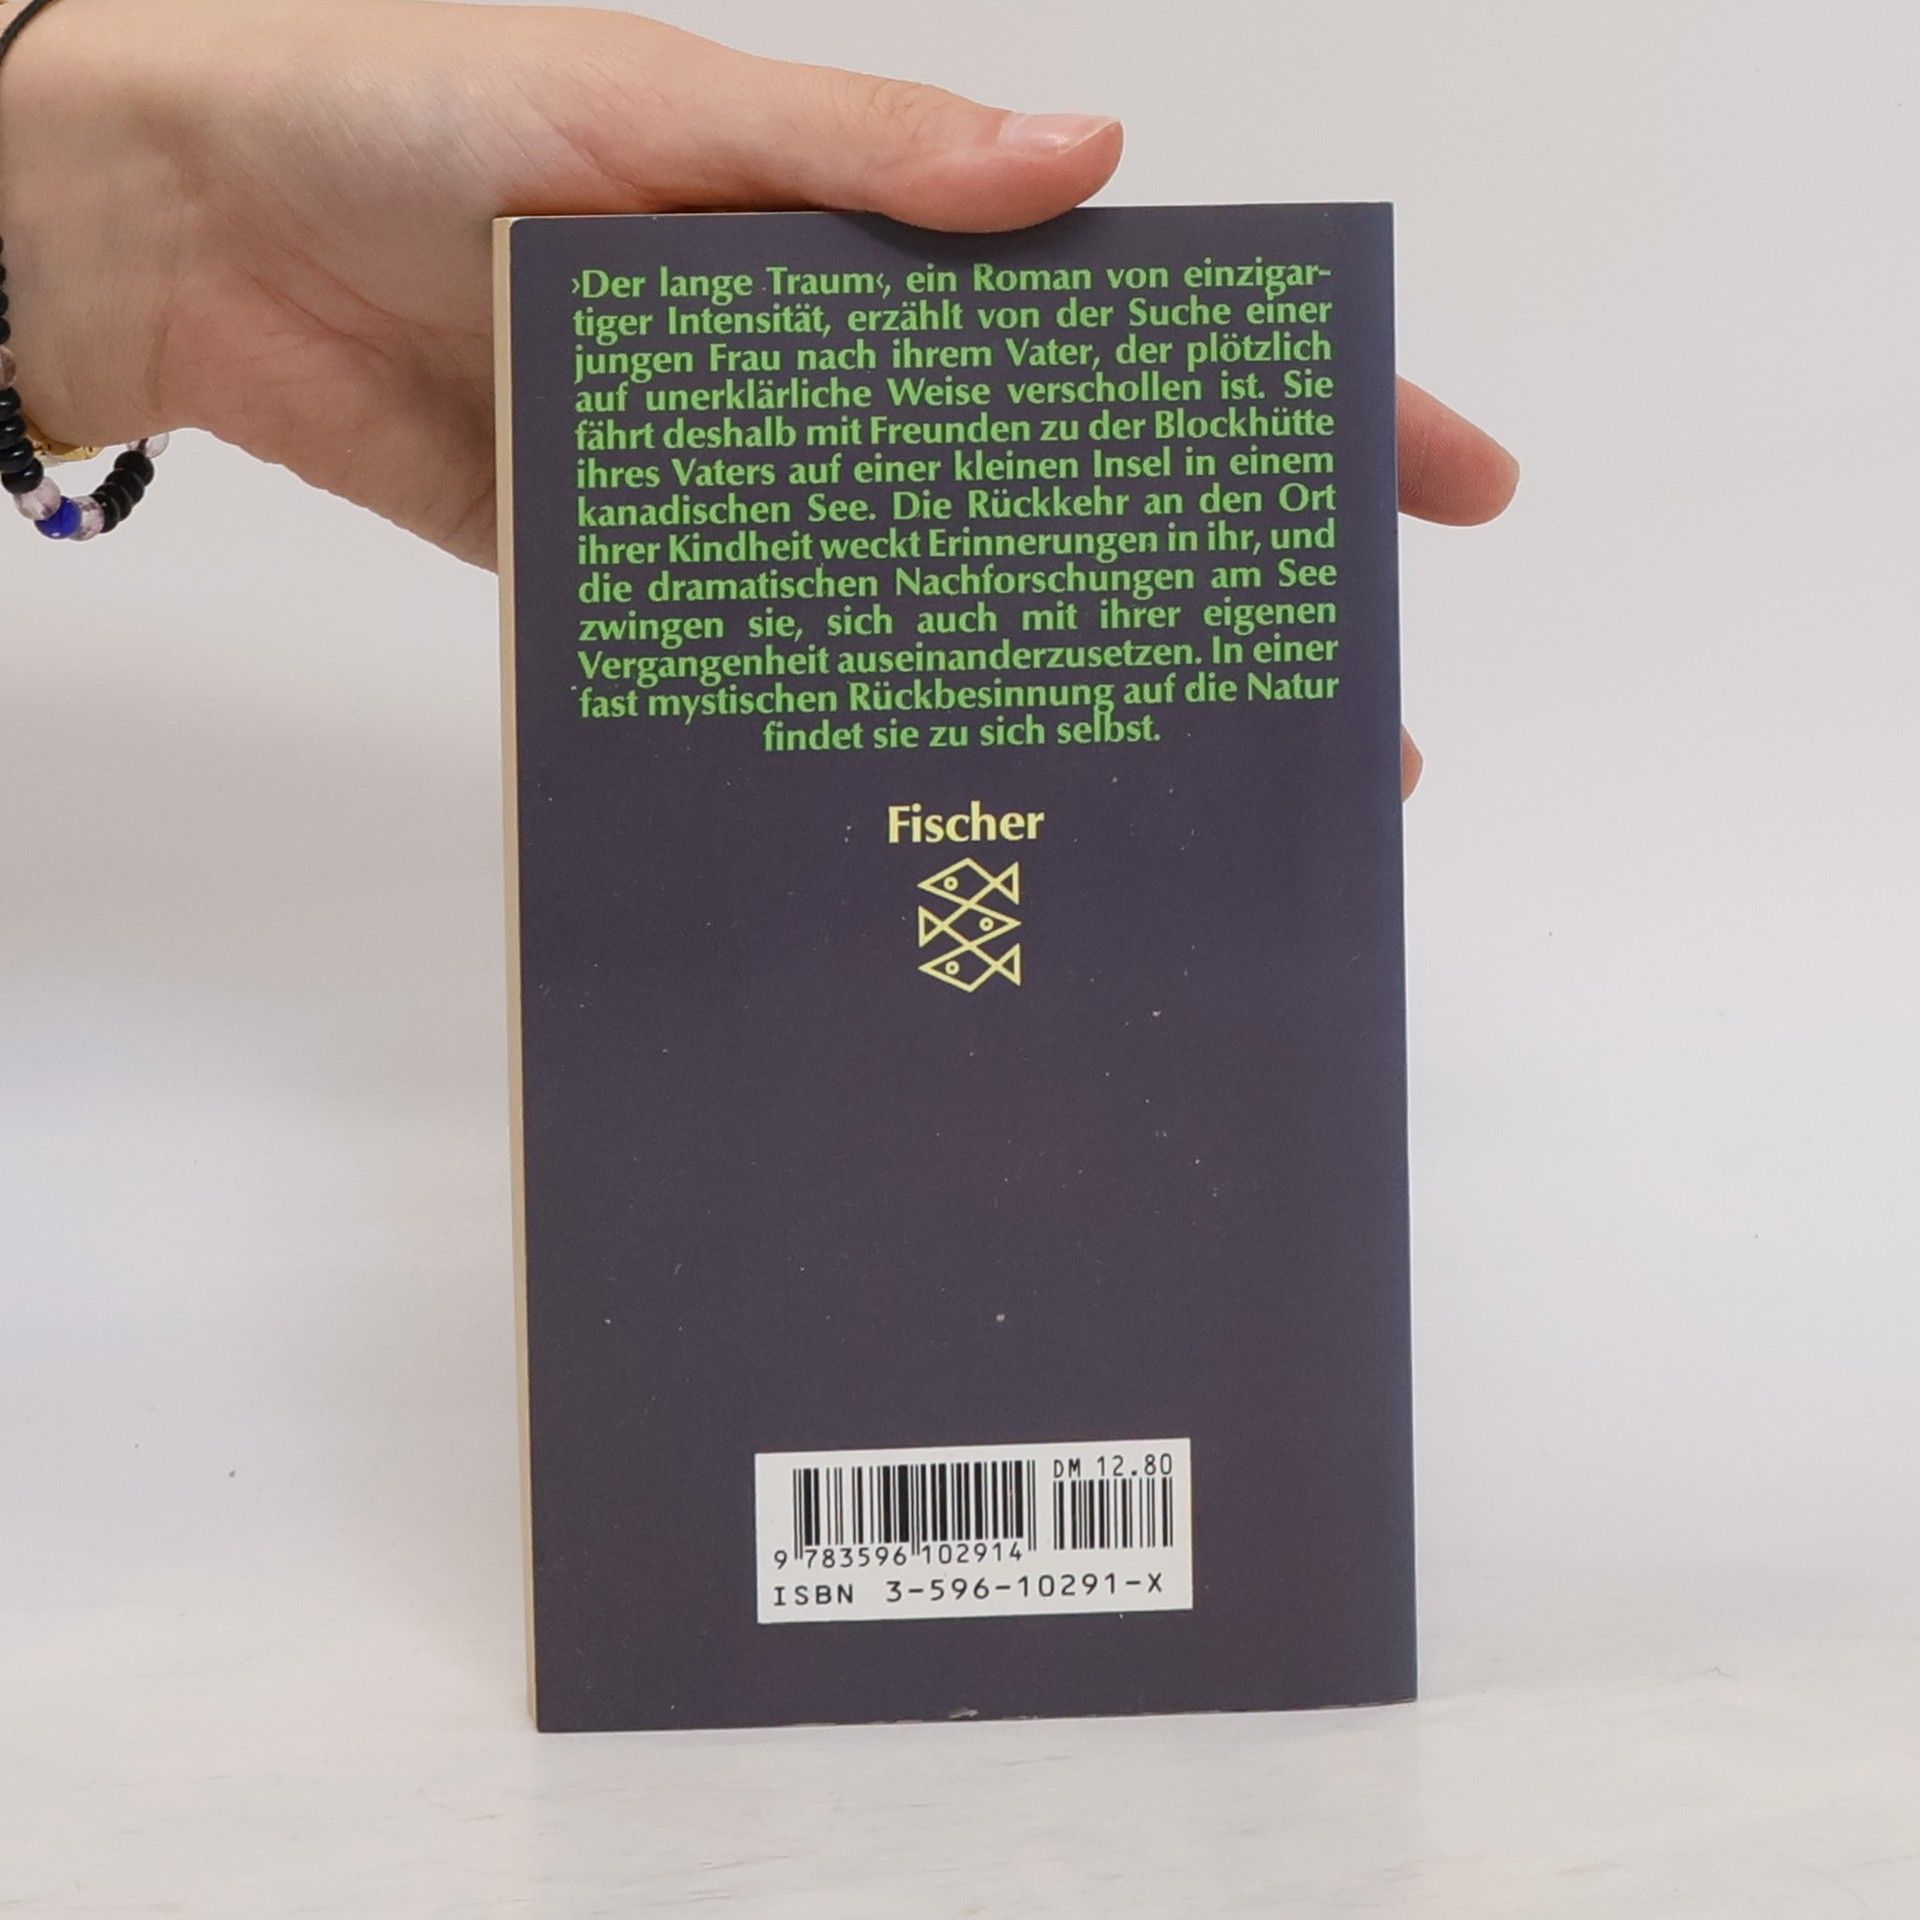 ›Der lange Traum‹, ein Roman von einzigar-
tiger Intensität, erzählt von der Suche einer
jungen Frau nach ihrem Vater, der plötzlich
auf unerklärliche Weise verschollen ist. Sie
fährt deshalb mit Freunden zu der Blockhütte
ihres Vaters auf einer kleinen Insel in einem
kanadischen See. Die Rückkehr an den Ort
ihrer Kindheit weckt Erinnerungen in ihr, und
die dramatischen Nachforschungen am See
zwingen sie, sich auch mit ihrer eigenen
Vergangenheit auseinanderzusetzen. In einer
fast mystischen Rückbesinnung auf die Natur
findet sie zu sich selbst.
Fischer
DM 12.80
9 783596 102914
ISBN 3-596-10291-X